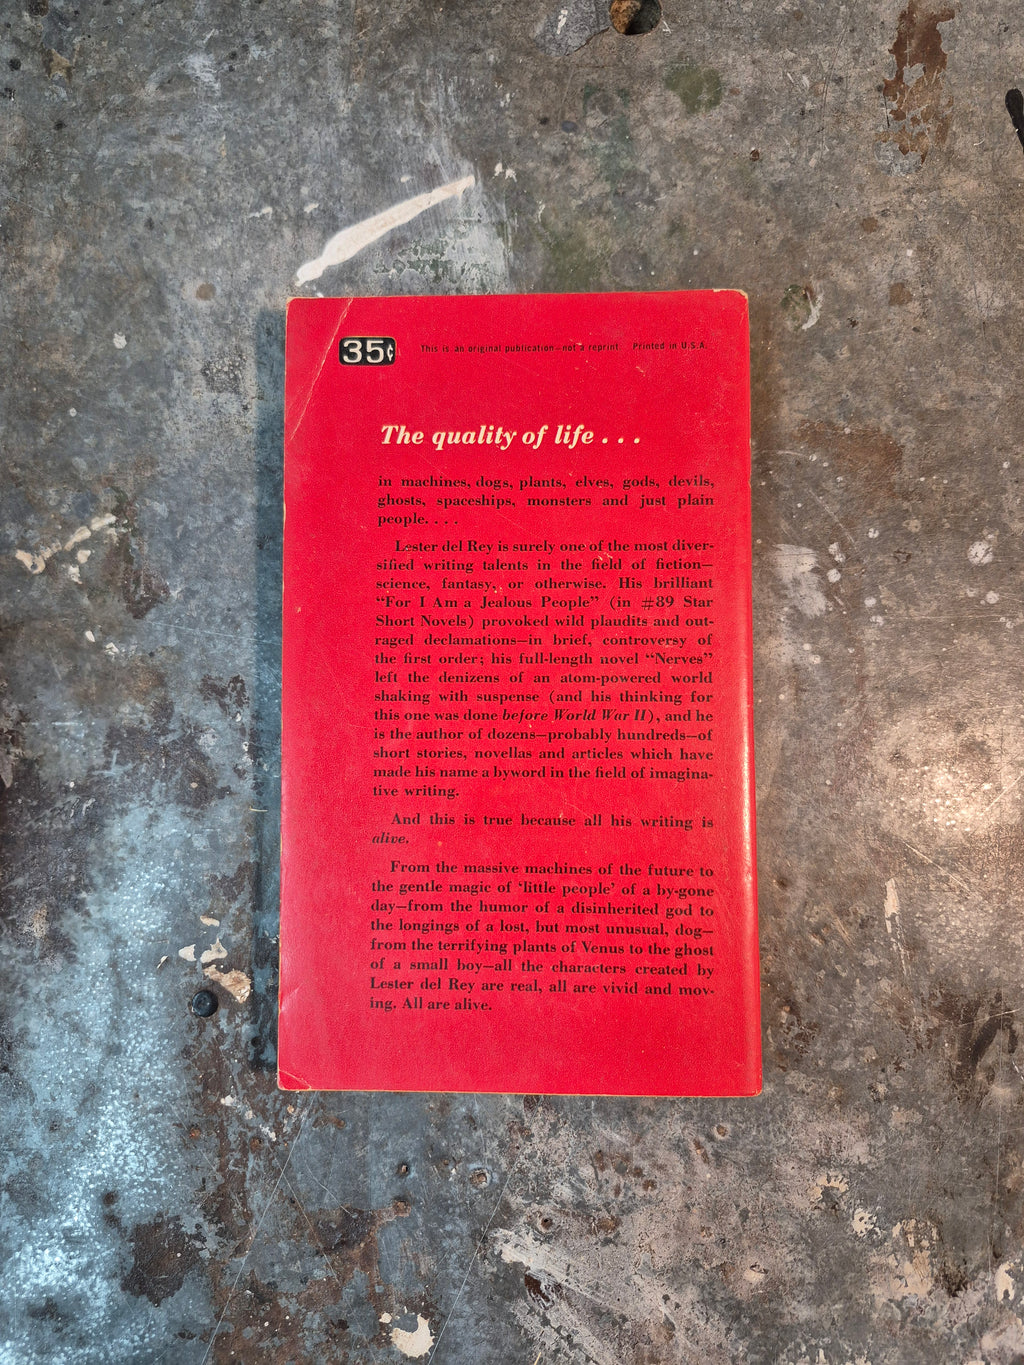 35¢ This is an original publication—not a reprint. Printed in U.S.A.
The quality of life . . .
in machines, dogs, plants, elves, gods, devils,
ghosts, spaceships, monsters and just plain
people. . . .
Lester del Rey is surely one of the most diver-
sified writing talents in the field of fiction—
science, fantasy, or otherwise. His brilliant
“For I Am a Jealous People” (in #89 Star
Short Novels) provoked wild plaudits and out-
raged declamations—in brief, controversy of
the first order; his full-length novel “Nerves”
left the denizens of an atom-powered world
shaking with suspense (and his thinking for
this one was done before World War II), and he
is the author of dozens—probably hundreds—of
short stories, novellas and articles which have
made his name a byword in the field of imagina-
tive writing.
And this is true because all his writing is
alive.
From the massive machines of the future to
the gentle magic of ‘little people’ of a by-gone
day—from the humor of a disinherited god to
the longings of a lost, but most unusual, dog—
from the terrifying plants of Venus to the ghost
of a small boy—all the characters created by
Lester del Rey are real, all are vivid and mov-
ing. All are alive.